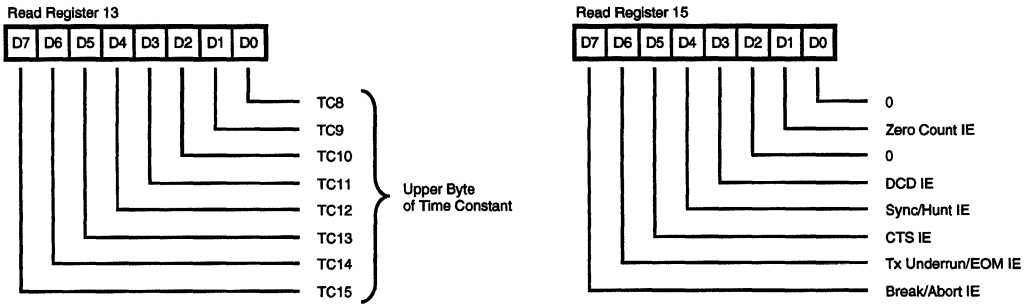 Read Register 13
D7 D6 D5 D4 D3 D2 D1 D0
TC8
TC9
TC10
TC11
TC12
TC13
TC14
TC15
Upper Byte
of Time Constant
Read Register 15
D7 D6 D5 D4 D3 D2 D1 D0
0
Zero Count IE
0
DCD IE
Sync/Hunt IE
CTS IE
Tx Underrun/EOM IE
Break/Abort IE